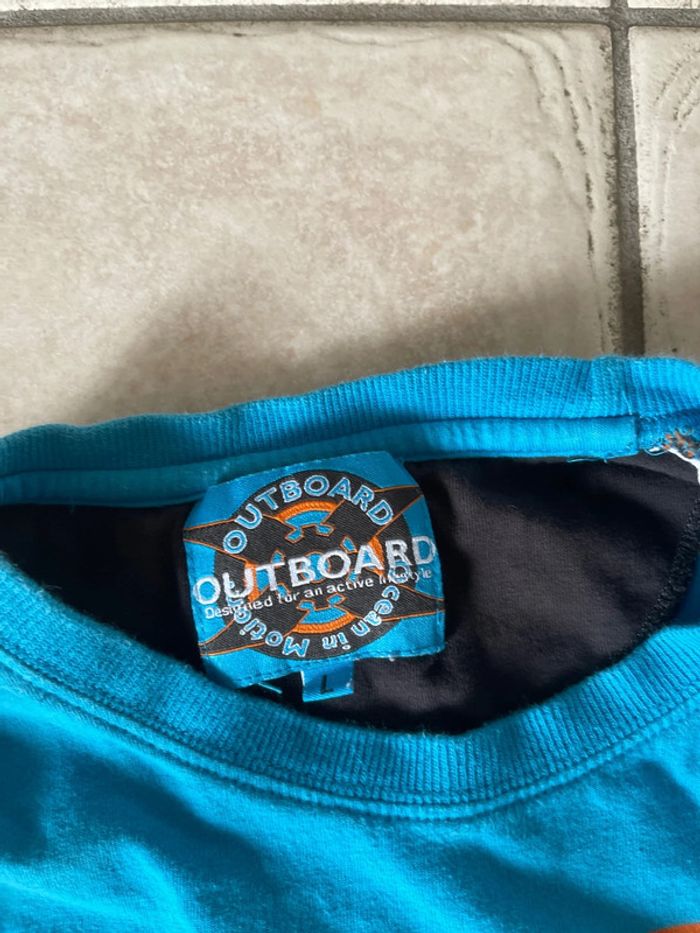 OUTBOARD
OUTBOARD
Designed for an active lifestyle
Ocean in Motion
L